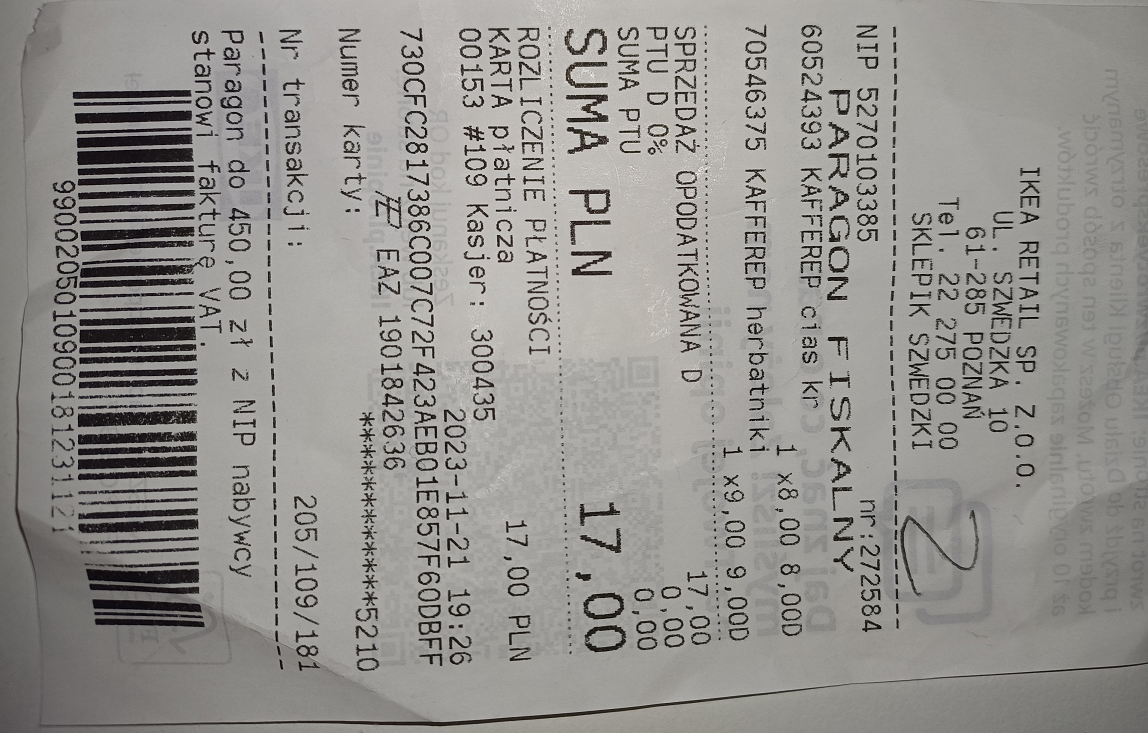 IKEA RETAIL SP. Z.O.O.
UL. SZWEDZKA 10
61-285 POZNAŃ
Tel. 22 275 00 00
SKLEPIK SZWEDZKI
NIP 5270103385 nr:272584
PARAGON FISKALNY
60524393 KAFFEREP cias kr
1 x8,00 8,00D
70546375 KAFFEREP herbatniki
1 x9,00 9,00D
SPRZEDAŻ OPODATKOWANA D 17,00
PTU D 0% 0,00
SUMA PTU 0,00
SUMA PLN 17,00
ROZLICZENIE PŁATNOŚCI
KARTA płatnicza 17,00 PLN
00153 #109 Kasjer: 300435 2023-11-21 19:26
730CFC2817386C007C72F423AEB01E857F60DBFF
EAZ 1901842636
Numer karty: ************5210
Nr transakcji: 205/109/181
Paragon do 450,00 zł z NIP nabywcy
stanowi fakturę VAT.
9900205010900181231121